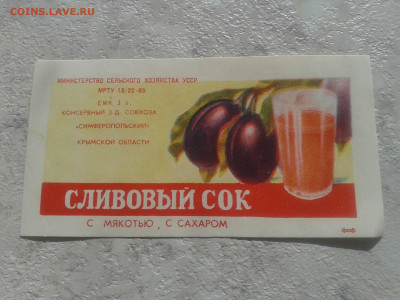 COINS.LAVE.RU
МИНИСТЕРСТВО СЕЛЬСКОГО ХОЗЯЙСТВА УССР
МРТУ 18-22-65
ЕМК 3 л.
КОНСЕРВНЫЙ З-Д СОВХОЗА
«СИМФЕРОПОЛЬСКИЙ»
КРЫМСКОЙ ОБЛАСТИ
СЛИВОВЫЙ СОК
С МЯКОТЬЮ, С САХАРОМ